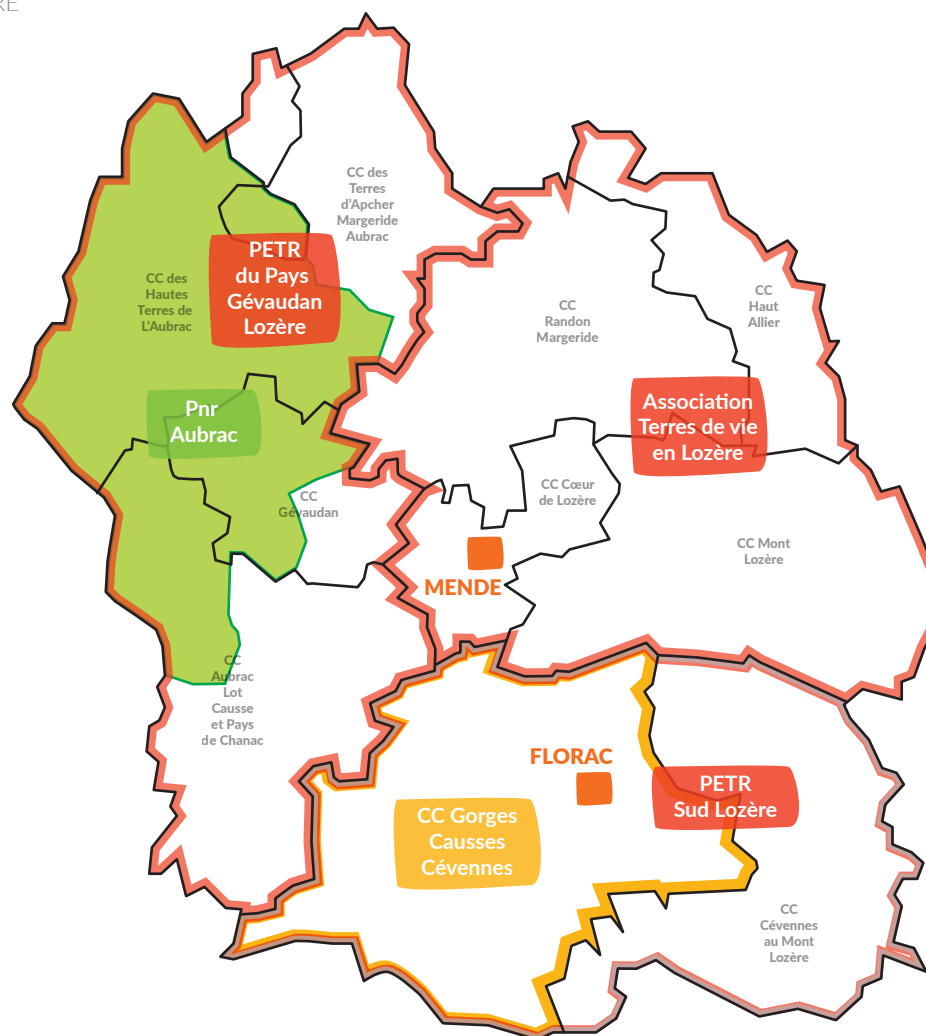 CC des
Terres
d'Apcher
Margeride
Aubrac
PETR
du Pays
Gévaudan
Lozère
CC des
Hautes
Terres de
L'Aubrac
CC
Randon
Margeride
CC
Haut
Allier
Pnr
Aubrac
Association
Terres de vie
en Lozère
CC
Gévaudan
CC Cœur
de Lozère
CC Mont
Lozère
MENDE
CC
Aubrac
Lot
Causse
et Pays
de Chanac
FLORAC
PETR
Sud Lozère
CC Gorges
Causses
Cévennes
CC
Cévennes
au Mont
Lozère